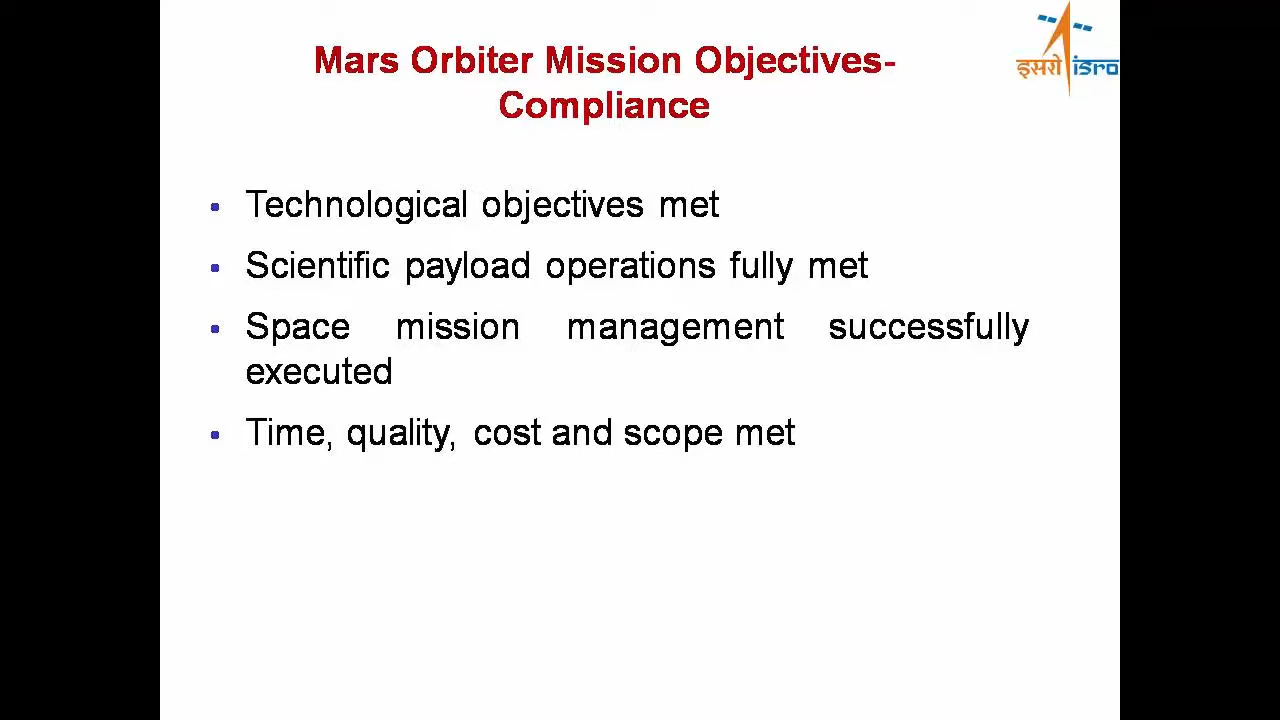 Mars Orbiter Mission Objectives-
Compliance
इसरो isro
▪ Technological objectives met
▪ Scientific payload operations fully met
▪ Space mission management successfully
executed
▪ Time, quality, cost and scope met